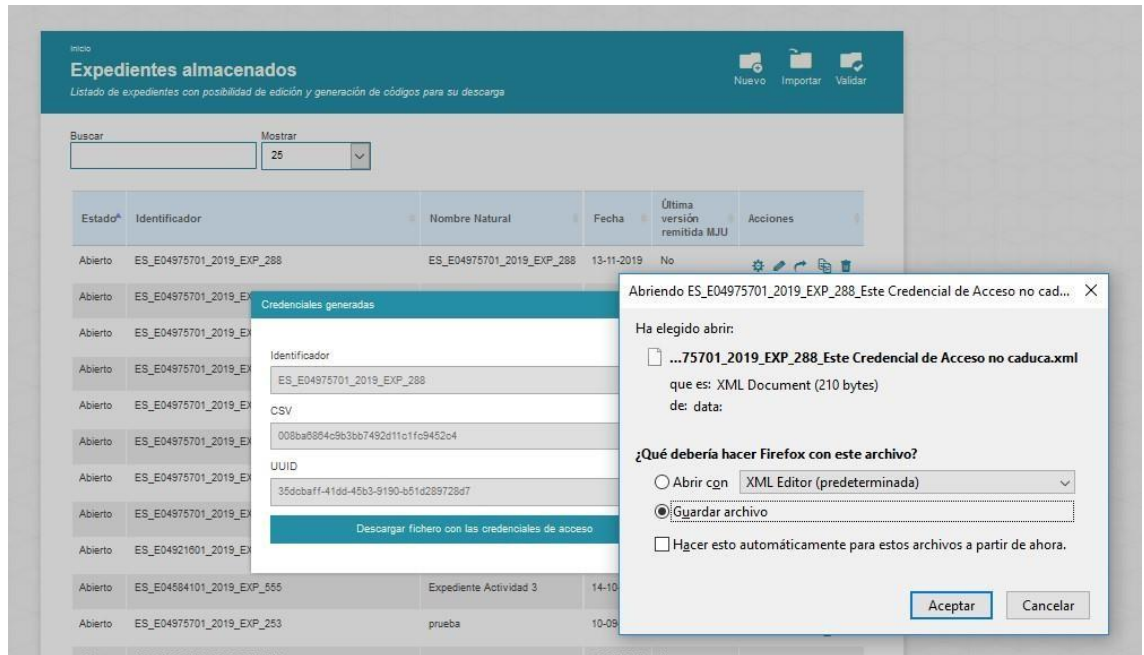 Inicio
Expedientes almacenados
Listado de expedientes con posibilidad de edición y generación de códigos para su descarga
Nuevo Importar Validar
Buscar Mostrar
25
Estado Identificador Nombre Natural Fecha Última versión remitida MJU Acciones
Abierto ES_E04975701_2019_EXP_288 ES_E04975701_2019_EXP_288 13-11-2019 No
Abierto ES_E04975701_2019_EX
Abierto ES_E04975701_2019_EX
Abierto ES_E04975701_2019_EX
Abierto ES_E04975701_2019_EX
Abierto ES_E04975701_2019_EX
Abierto ES_E04975701_2019_EX
Abierto ES_E04975701_2019_EX
Abierto ES_E04921601_2019_EX
Abierto ES_E04584101_2019_EXP_555 Expediente Actividad 3 14-10
Abierto ES_E04975701_2019_EXP_253 prueba 10-09
Credenciales generadas
Identificador
ES_E04975701_2019_EXP_288
CSV
008ba6864c9b3bb7492d11c1fc9452c4
UUID
35dcbaff-41dd-45b3-9190-b51d289728d7
Descargar fichero con las credenciales de acceso
Abriendo ES_E04975701_2019_EXP_288_Este Credencial de Acceso no cad...
Ha elegido abrir:
...75701_2019_EXP_288_Este Credencial de Acceso no caduca.xml
que es: XML Document (210 bytes)
de: data:
¿Qué debería hacer Firefox con este archivo?
Abrir con XML Editor (predeterminada)
Guardar archivo
Hacer esto automáticamente para estos archivos a partir de ahora.
Aceptar Cancelar